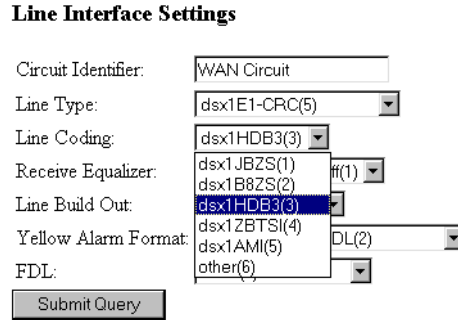 Line Interface Settings
Circuit Identifier: WAN Circuit
Line Type: dsx1E1-CRC(5)
Line Coding: dsx1HDB3(3)
dsx1JBZS(1)
dsx1B8ZS(2)
dsx1HDB3(3)
dsx1ZBTSI(4)
dsx1AMI(5)
other(6)
Receive Equalizer: ff(1)
Line Build Out:
Yellow Alarm Format: DL(2)
FDL:
Submit Query